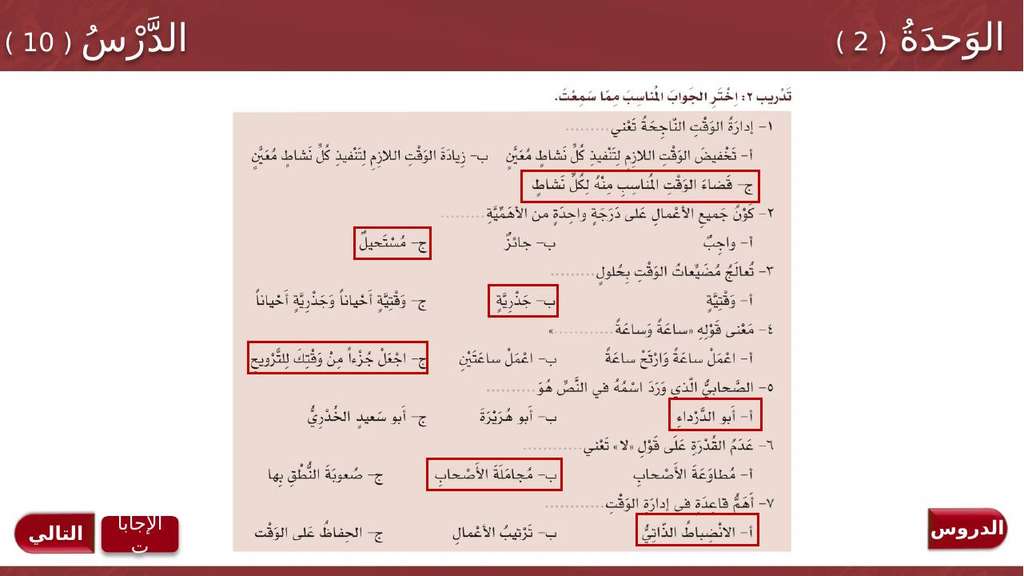 الوَحدَةُ ( 2 )
الدَّرْسُ ( 10 )
تَدْريب ٢: اِخْتَرِ الجَوابَ المُناسِبَ مِمّا سَمِعْتَ.
١- إدارَةُ الوَقْتِ النّاجِحَةُ تَعْني.........
أ- تَخْفيضَ الوَقْتِ اللازِمِ لِتَنْفيذِ كُلِّ نَشاطٍ مُعَيَّنٍ ب- زِيادَةَ الوَقْتِ اللازِمِ لِتَنْفيذِ كُلِّ نَشاطٍ مُعَيَّنٍ
ج- قَضاءَ الوَقْتِ المُناسِبِ مِنْهُ لِكُلِّ نَشاطٍ
٢- كَوْنُ جَميعِ الأَعْمالِ عَلى دَرَجَةٍ واحِدَةٍ من الأَهَمِّيَّةِ.........
أ- واجِبٌ ب- جائزٌ ج- مُسْتَحيلٌ
٣- تُعالَجُ مُضَيِّعاتُ الوَقْتِ بِحُلولٍ.........
أ- وَقْتِيَّةٍ ب- جَذْرِيَّةٍ ج- وَقْتِيَّةٍ أَحْياناً وَجَذْرِيَّةٍ أَحْياناً
٤- مَعْنى قَوْلِهِ «ساعَةً وَساعَةً............»
أ- اعْمَلْ ساعَةً وَارْتَحْ ساعَةً ب- اعْمَلْ ساعَتَيْنِ ج- اجْعَلْ جُزْءاً مِنْ وَقْتِكَ لِلتَّرْويحِ
٥- الصَّحابيُّ الَّذي وَرَدَ اسْمُهُ في النَّصِّ هُوَ..........
أ- أَبو الدَّرْداءِ ب- أَبو هُرَيْرَةَ ج- أَبو سَعيدٍ الخُدْرِيُّ
٦- عَدَمُ القُدْرَةِ عَلَى قَوْلِ «لا» تَعْني............
أ- مُطاوَعَةَ الأَصْحابِ ب- مُجامَلَةَ الأَصْحابِ ج- صُعوبَةَ النُّطْقِ بِها
٧- أَهَمُّ قاعِدَةٍ في إدارَةِ الوَقْتِ............
أ- الانْضِباطُ الذّاتِيُّ ب- تَرْتيبُ الأَعْمالِ ج- الحِفاظُ عَلى الوَقْت
الدروس
الإجابات
التالي